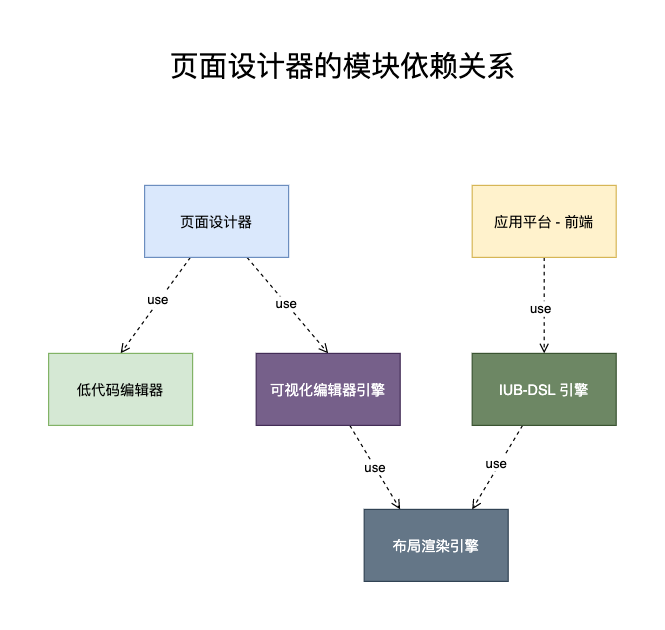 页面设计器的模块依赖关系
页面设计器
应用平台 - 前端
use
use
use
低代码编辑器
可视化编辑器引擎
IUB-DSL 引擎
use
use
布局渲染引擎